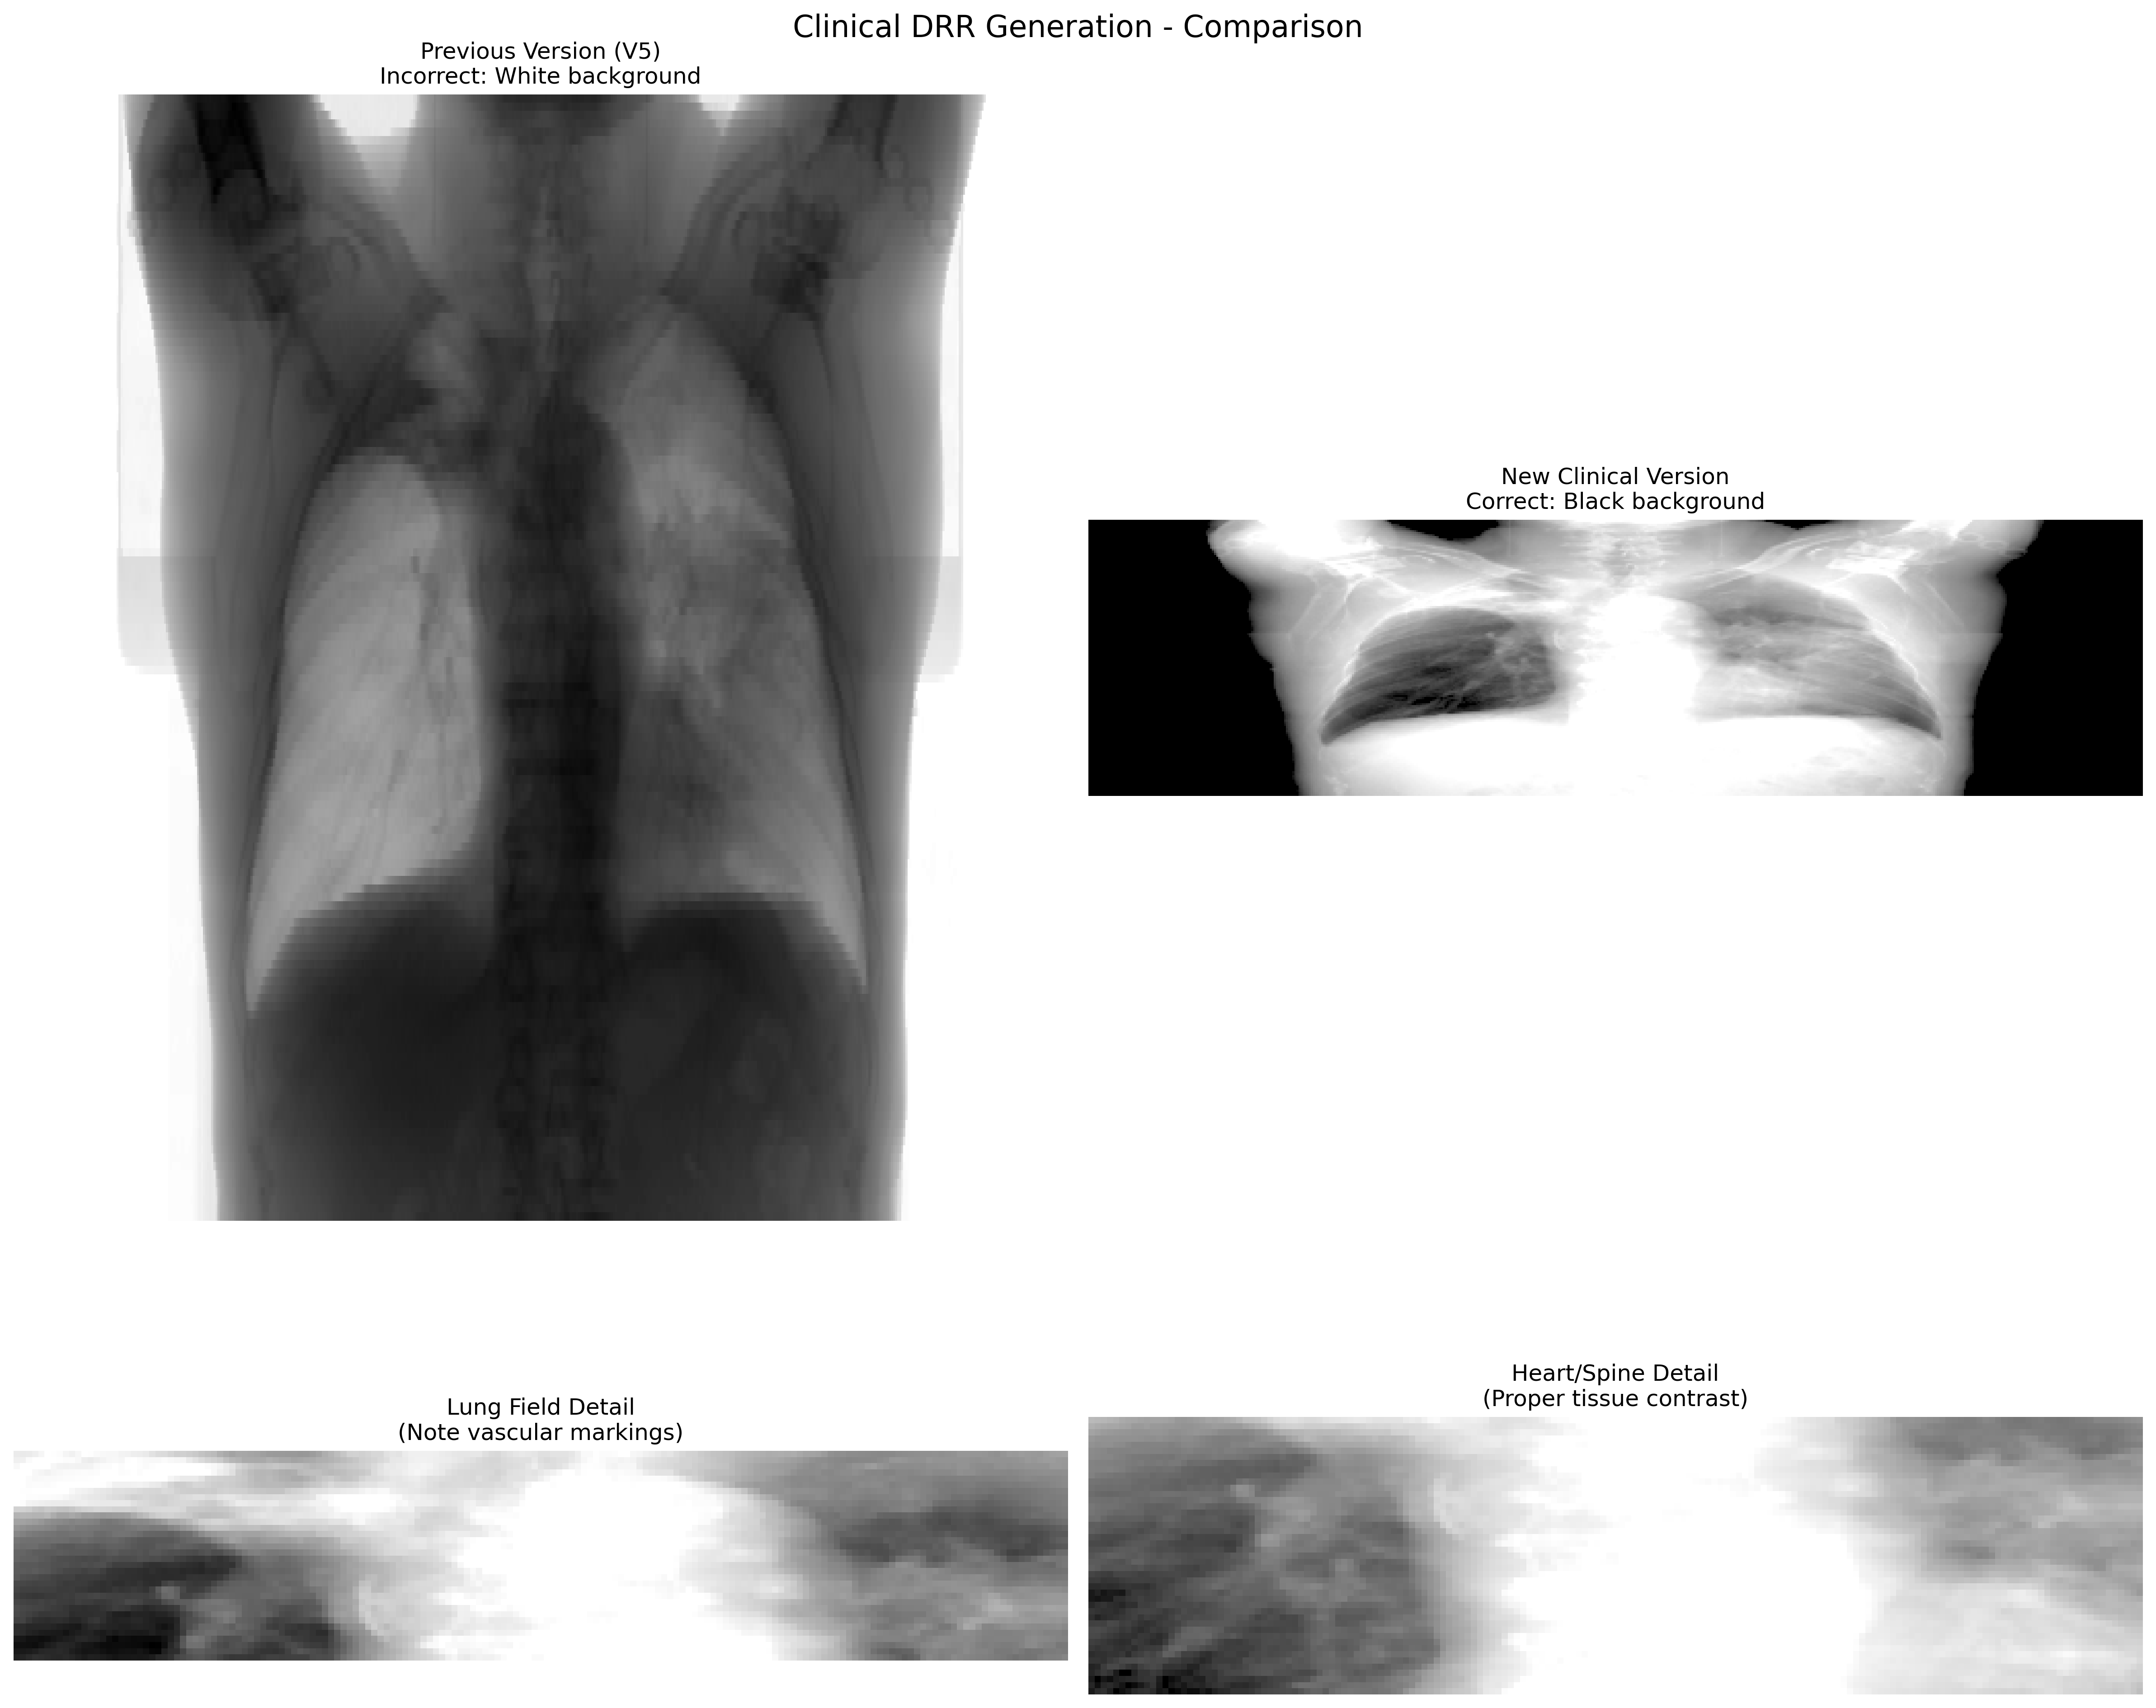 Clinical DRR Generation - Comparison
Previous Version (V5)
Incorrect: White background
New Clinical Version
Correct: Black background
Lung Field Detail
(Note vascular markings)
Heart/Spine Detail
(Proper tissue contrast)